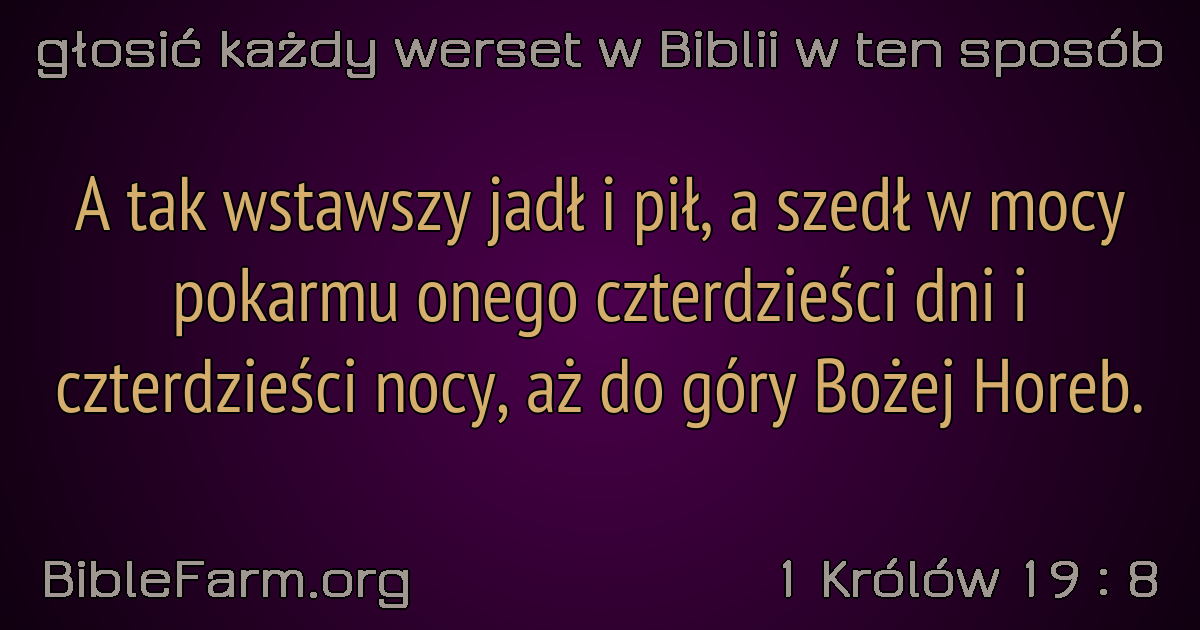 głosić każdy werset w Biblii w ten sposób
A tak wstawszy jadł i pił, a szedł w mocy
pokarmu onego czterdzieści dni i
czterdzieści nocy, aż do góry Bożej Horeb.
BibleFarm.org
1 Królów 19 : 8